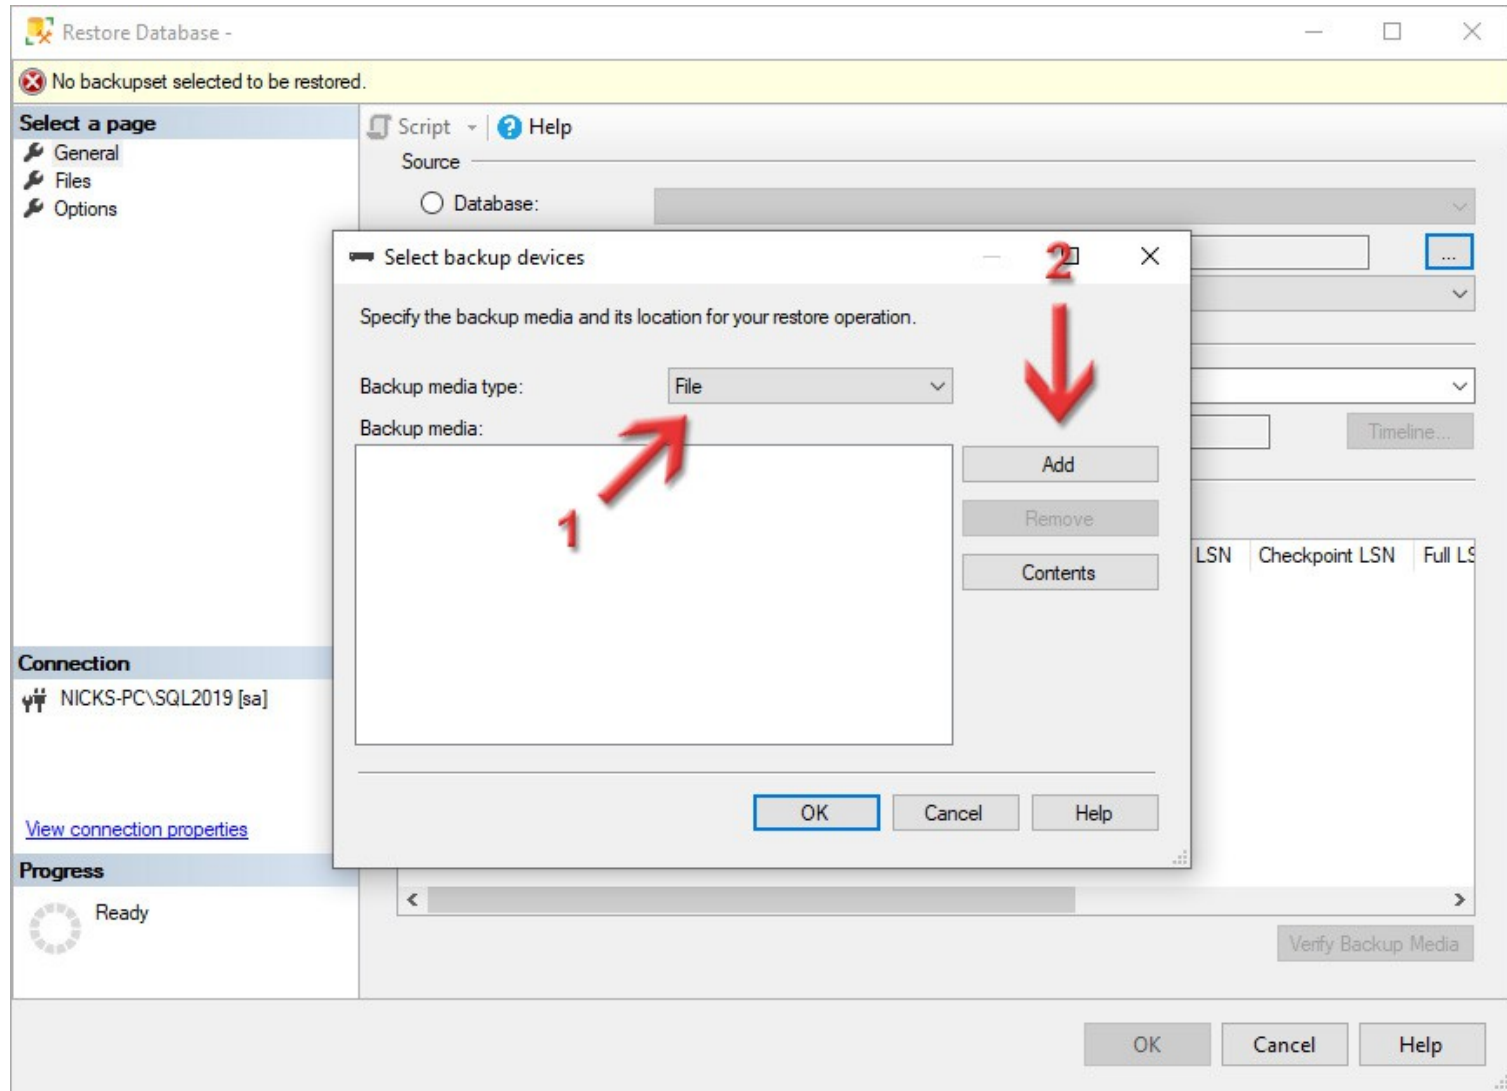 Restore Database -
No backupset selected to be restored.
Select a page
General
Files
Options
Script
Help
Source
Database:
...
Select backup devices
2
Specify the backup media and its location for your restore operation.
Backup media type:
File
Backup media:
1
Add
Remove
Contents
OK
Cancel
Help
Timeline...
LSN Checkpoint LSN Full LS
Connection
NICKS-PC\SQL2019 [sa]
View connection properties
Progress
Ready
Verify Backup Media
OK
Cancel
Help